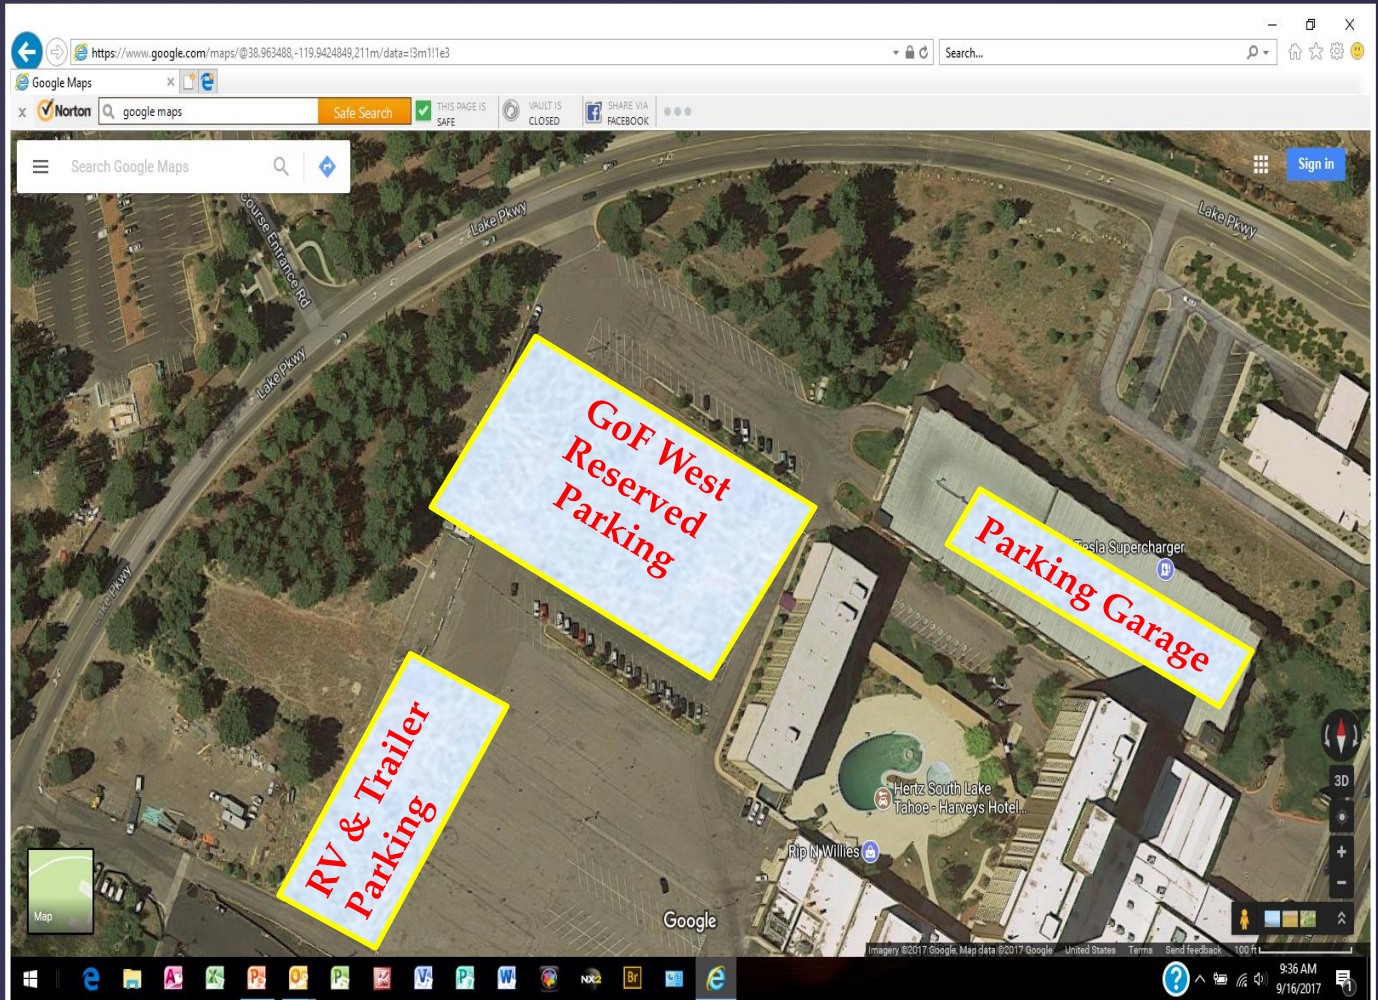 https://www.google.com/maps/@38.963488,-119.9424849,211m/data=!3m1!1e3
Search...
Google Maps
x Norton
google maps
Safe Search
THIS PAGE IS
SAFE
VAULT IS
CLOSED
SHARE VIA
FACEBOOK
Search Google Maps
Sign in
Course Entrance Rd
Lake Pkwy
Lake Pkwy
Lake Pkwy
Lake Pkwy
GoF West
Reserved
Parking
Tesla Supercharger
Parking Garage
RV & Trailer
Parking
Hertz South Lake
Tahoe - Harveys Hotel...
Rip N Willies
3D
Map
Google
Imagery ©2017 Google, Map data ©2017 Google United States Terms Send feedback 100 ft
NX2
Br
9:36 AM
9/16/2017
1